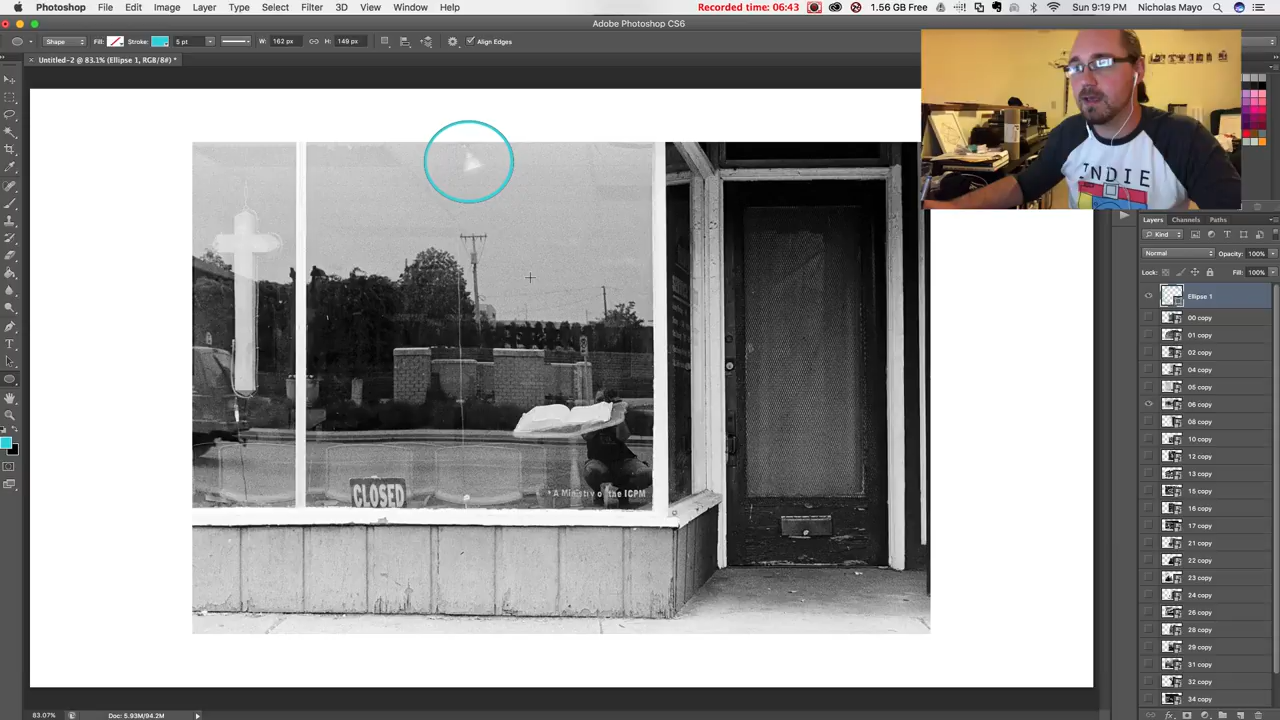 Photoshop File Edit Image Layer Type Select Filter 3D View Window Help Recorded time: 06:43 1.56 GB Free Sun 9:19 PM Nicholas Mayo
Adobe Photoshop CS6
Shape Fill: Stroke: 5 pt W: 162 px H: 149 px Align Edges
Untitled-2 @ 83.1% (Ellipse 1, RGB/8#) *
INDIE
Layers Channels Paths
Kind
Normal Opacity: 100%
Lock: Fill: 100%
Ellipse 1
00 copy
01 copy
02 copy
04 copy
05 copy
06 copy
08 copy
10 copy
12 copy
13 copy
15 copy
16 copy
17 copy
21 copy
22 copy
23 copy
24 copy
26 copy
28 copy
29 copy
31 copy
32 copy
34 copy
CLOSED
A Ministry of the ICPM
83.07% Doc: 5.93M/94.2M